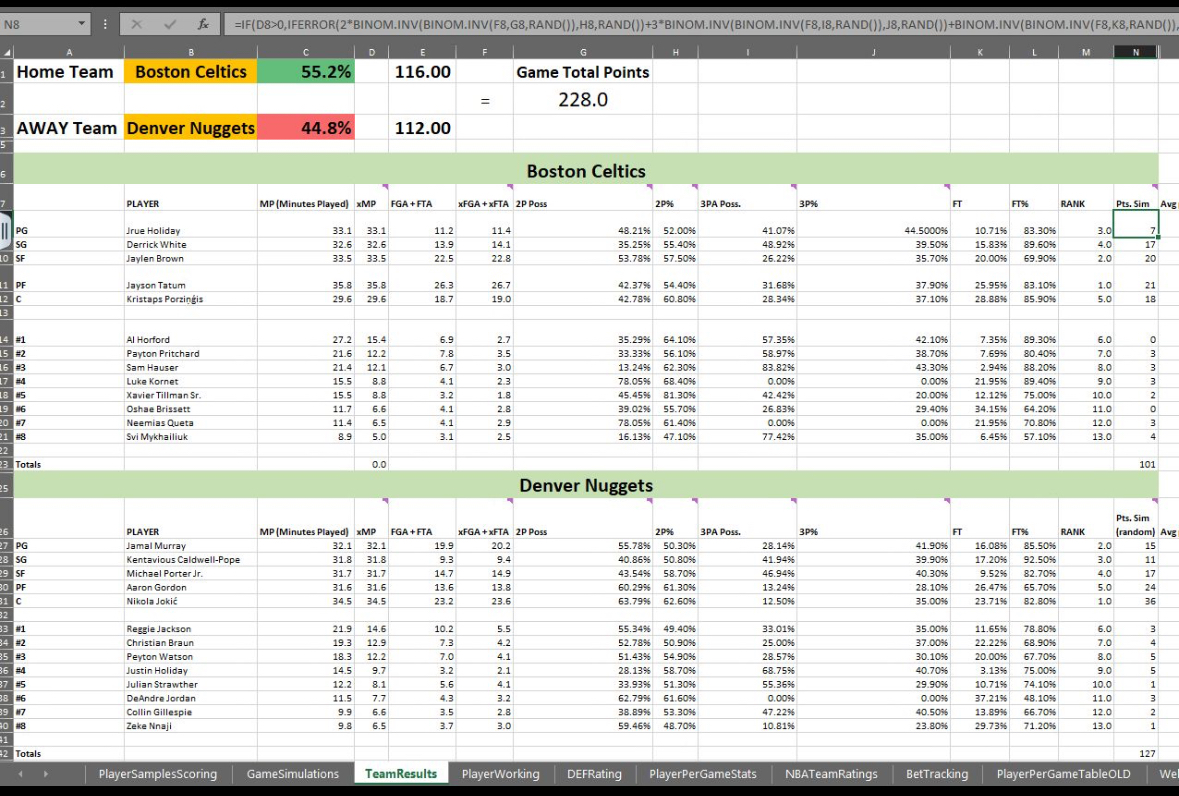 N8 fx =IF(D8>0,IFERROR(2*BINOM.INV(BINOM.INV(F8,G8,RAND()),H8,RAND())+3*BINOM.INV(BINOM.INV(F8,I8,RAND()),J8,RAND())+BINOM.INV(BINOM.INV(F8,K8,RAND()),
A B C D E F G H I J K L M N
1 Home Team Boston Celtics 55.2% 116.00 Game Total Points
2 = 228.0
3 AWAY Team Denver Nuggets 44.8% 112.00
5
6 Boston Celtics
7 PLAYER MP (Minutes Played) xMP FGA + FTA xFGA + xFTA 2P Poss 2P% 3PA Poss. 3P% FT FT% RANK Pts. Sim Avg
PG Jrue Holiday 33.1 33.1 11.2 11.4 48.21% 52.00% 41.07% 44.5000% 10.71% 83.30% 3.0 7
SG Derrick White 32.6 32.6 13.9 14.1 35.25% 55.40% 48.92% 39.50% 15.83% 89.60% 4.0 17
10 SF Jaylen Brown 33.5 33.5 22.5 22.8 53.78% 57.50% 26.22% 35.70% 20.00% 69.90% 2.0 20
11 PF Jayson Tatum 35.8 35.8 26.3 26.7 42.37% 54.40% 31.68% 37.90% 25.95% 83.10% 1.0 21
12 C Kristaps Porziņģis 29.6 29.6 18.7 19.0 42.78% 60.80% 28.34% 37.10% 28.88% 85.90% 5.0 18
13
14 #1 Al Horford 27.2 15.4 6.9 2.7 35.29% 64.10% 57.35% 42.10% 7.35% 89.30% 6.0 0
15 #2 Payton Pritchard 21.6 12.2 7.8 3.5 33.33% 56.10% 58.97% 38.70% 7.69% 80.40% 7.0 3
16 #3 Sam Hauser 21.4 12.1 6.7 3.0 13.24% 62.30% 83.82% 43.30% 2.94% 88.20% 8.0 3
17 #4 Luke Kornet 15.5 8.8 4.1 2.3 78.05% 68.40% 0.00% 0.00% 21.95% 89.40% 9.0 3
18 #5 Xavier Tillman Sr. 15.5 8.8 3.2 1.8 45.45% 81.30% 42.42% 20.00% 12.12% 75.00% 10.0 2
19 #6 Oshae Brissett 11.7 6.6 4.1 2.8 39.02% 55.70% 26.83% 29.40% 34.15% 64.20% 11.0 0
20 #7 Neemias Queta 11.4 6.5 4.1 2.9 78.05% 61.40% 0.00% 0.00% 21.95% 70.80% 12.0 3
21 #8 Svi Mykhailiuk 8.9 5.0 3.1 2.5 16.13% 47.10% 77.42% 35.00% 6.45% 57.10% 13.0 4
22
23 Totals 0.0 101
25 Denver Nuggets
26 PLAYER MP (Minutes Played) xMP FGA + FTA xFGA + xFTA 2P Poss 2P% 3PA Poss. 3P% FT FT% RANK Pts. Sim (random) Avg
27 PG Jamal Murray 32.1 32.1 19.9 20.2 55.78% 50.30% 28.14% 41.90% 16.08% 85.50% 2.0 15
28 SG Kentavious Caldwell-Pope 31.8 31.8 9.3 9.4 40.86% 50.80% 41.94% 39.90% 17.20% 92.50% 3.0 11
29 SF Michael Porter Jr. 31.7 31.7 14.7 14.9 43.54% 58.70% 46.94% 40.30% 9.52% 82.70% 4.0 17
30 PF Aaron Gordon 31.6 31.6 13.6 13.8 60.29% 61.30% 13.24% 28.10% 26.47% 65.70% 5.0 24
31 C Nikola Jokić 34.5 34.5 23.2 23.6 63.79% 62.60% 12.50% 35.00% 23.71% 82.80% 1.0 36
32
33 #1 Reggie Jackson 21.9 14.6 10.2 5.5 55.34% 49.40% 33.01% 35.00% 11.65% 78.80% 6.0 3
34 #2 Christian Braun 19.3 12.9 7.3 4.2 52.78% 50.90% 25.00% 37.00% 22.22% 68.90% 7.0 4
35 #3 Peyton Watson 18.3 12.2 7.0 4.1 51.43% 54.90% 28.57% 30.10% 20.00% 67.70% 8.0 5
36 #4 Justin Holiday 14.5 9.7 3.2 2.1 28.13% 58.70% 68.75% 40.70% 3.13% 75.00% 9.0 5
37 #5 Julian Strawther 12.2 8.1 5.6 4.1 33.93% 51.30% 55.36% 29.90% 10.71% 74.10% 10.0 1
38 #6 DeAndre Jordan 11.5 7.7 4.3 3.2 62.79% 61.60% 0.00% 0.00% 37.21% 48.10% 11.0 3
39 #7 Collin Gillespie 9.9 6.6 3.5 2.8 38.89% 53.30% 47.22% 40.50% 13.89% 66.70% 12.0 2
40 #8 Zeke Nnaji 9.8 6.5 3.7 3.0 59.46% 48.70% 10.81% 23.80% 29.73% 71.20% 13.0 1
41
42 Totals 127
PlayerSamplesScoring GameSimulations TeamResults PlayerWorking DEFRating PlayerPerGameStats NBATeamRatings BetTracking PlayerPerGameTableOLD